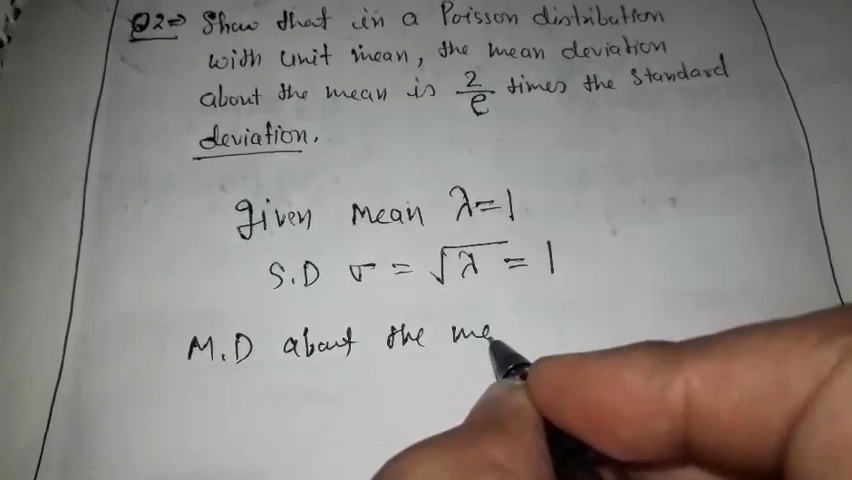 Q2⇒ Show that in a Poisson distribution
with unit mean, the mean deviation
about the mean is 2/e times the standard
deviation.
Given mean λ=1
S.D σ = √λ = 1
M.D about the me